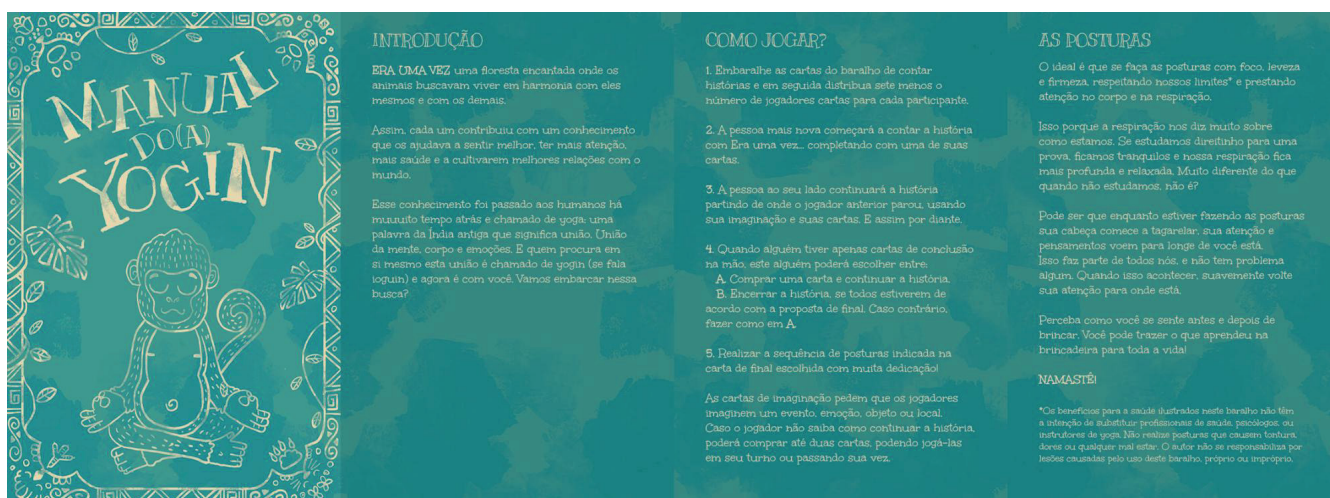 MANUAL
DO(A)
YOGIN
INTRODUÇÃO
ERA UMA VEZ uma floresta encantada onde os
animais buscavam viver em harmonia com eles
mesmos e com os demais.
Assim, cada um contribuiu com um conhecimento
que os ajudava a sentir melhor, ter mais atenção,
mais saúde e a cultivarem melhores relações com o
mundo.
Esse conhecimento foi passado aos humanos há
muuuito tempo atrás e chamado de yoga: uma
palavra da Índia antiga que significa união. União
da mente, corpo e emoções. E quem procura em
si mesmo esta união é chamado de yogin (se fala
ioguin) e agora é com você. Vamos embarcar nessa
busca?
COMO JOGAR?
1. Embaralhe as cartas do baralho de contar
histórias e em seguida distribua sete menos o
número de jogadores cartas para cada participante.
2. A pessoa mais nova começará a contar a história
com Era uma vez... completando com uma de suas
cartas.
3. A pessoa ao seu lado continuará a história
partindo de onde o jogador anterior parou, usando
sua imaginação e suas cartas. E assim por diante.
4. Quando alguém tiver apenas cartas de conclusão
na mão, este alguém poderá escolher entre:
A. Comprar uma carta e continuar a história.
B. Encerrar a história, se todos estiverem de
acordo com a proposta de final. Caso contrário,
fazer como em A.
5. Realizar a sequência de posturas indicada na
carta de final escolhida com muita dedicação!
As cartas de imaginação pedem que os jogadores
imaginem um evento, emoção, objeto ou local.
Caso o jogador não saiba como continuar a história,
poderá comprar até duas cartas, podendo jogá-las
em seu turno ou passando sua vez.
AS POSTURAS
O ideal é que se faça as posturas com foco, leveza
e firmeza, respeitando nossos limites* e prestando
atenção no corpo e na respiração.
Isso porque a respiração nos diz muito sobre
como estamos. Se estudamos direitinho para uma
prova, ficamos tranquilos e nossa respiração fica
mais profunda e relaxada. Muito diferente do que
quando não estudamos, não é?
Pode ser que enquanto estiver fazendo as posturas
sua cabeça comece a tagarelar, sua atenção e
pensamentos voem para longe de você está.
Isso faz parte de todos nós, e não tem problema
algum. Quando isso acontecer, suavemente volte
sua atenção para onde está.
Perceba como você se sente antes e depois de
brincar. Você pode trazer o que aprendeu na
brincadeira para toda a vida!
NAMASTÊ!
*Os benefícios para a saúde ilustrados neste baralho não têm
a intenção de substituir profissionais de saúde, psicólogos, ou
instrutores de yoga. Não realize posturas que causem tontura,
dores ou qualquer mal estar. O autor não se responsabiliza por
lesões causadas pelo uso deste baralho, próprio ou impróprio.